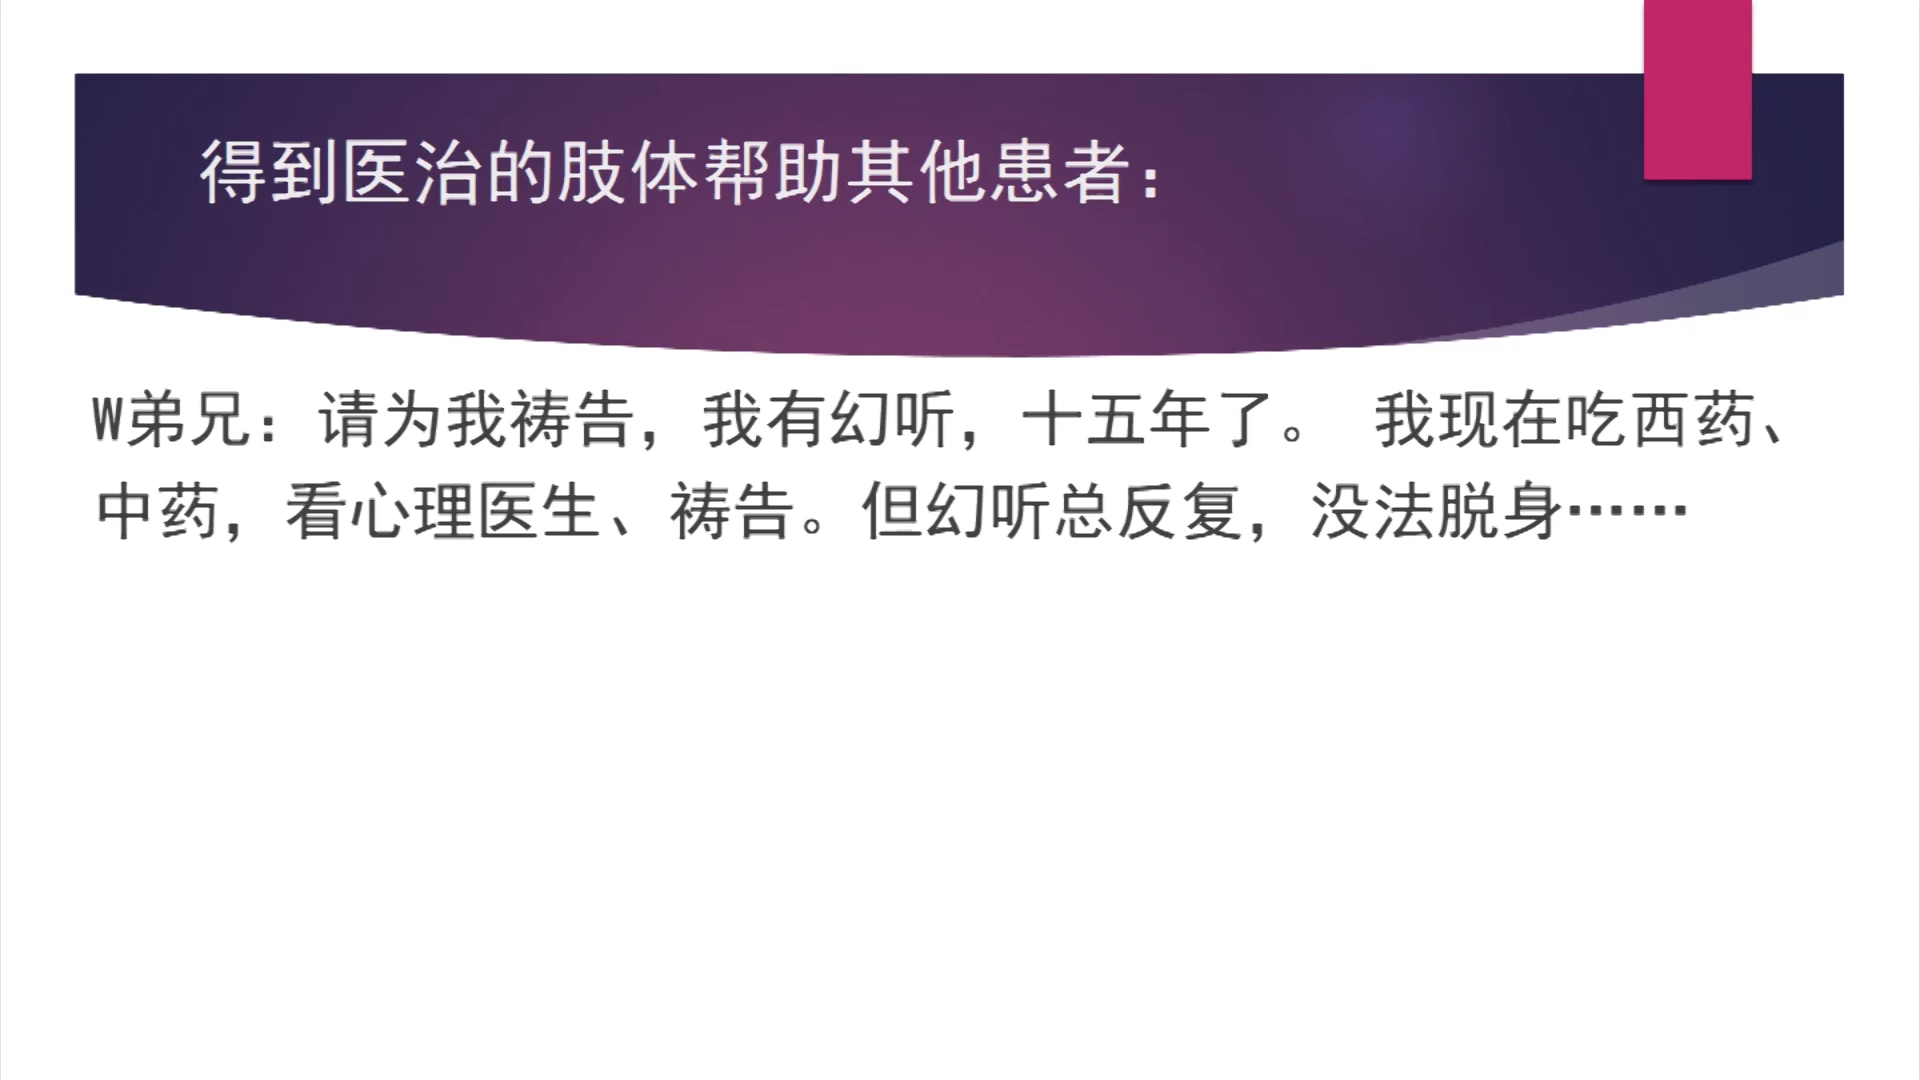 得到医治的肢体帮助其他患者：
W弟兄：请为我祷告，我有幻听，十五年了。 我现在吃西药、
中药，看心理医生、祷告。但幻听总反复，没法脱身……